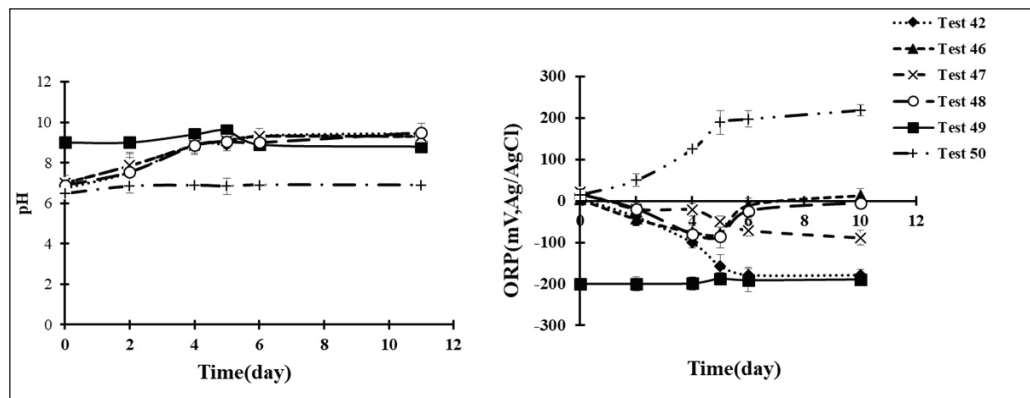 12
10
8
6
4
2
0
pH
0 2 4 6 8 10 12
Time(day)
300
200
100
0
-100
-200
-300
ORP(mV,Ag/AgCl)
0 2 4 6 8 10 12
Time(day)
Test 42
Test 46
Test 47
Test 48
Test 49
Test 50